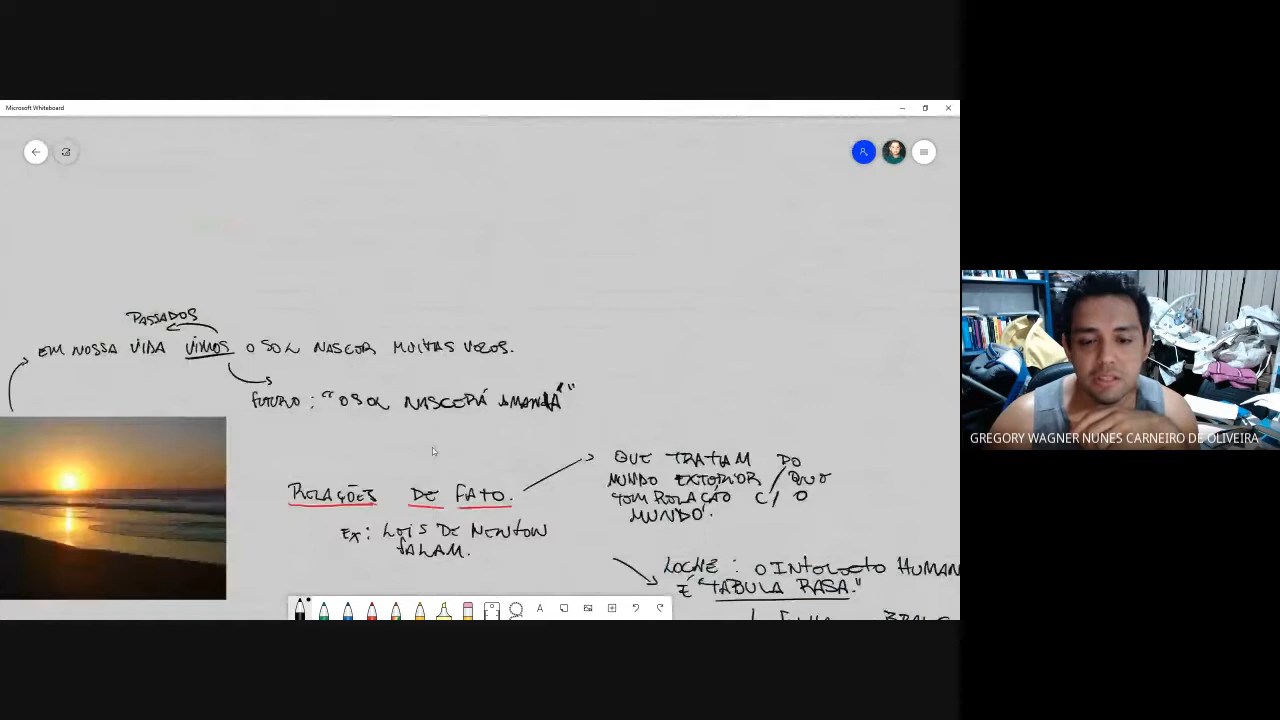 Microsoft Whiteboard
PASSADOS
EM NOSSA VIDA VIMOS O SOL NASCER MUITAS VEZES.
FUTURO: "O SOL NASCERÁ AMANHÃ"
RELAÇÕES DE FATO.
EX: LEIS DE NEWTON
FALAM.
QUE TRATAM DO
MUNDO EXTERIOR / QUE
TEM RELAÇÃO C/ O
MUNDO.
LOCKE: O INTELECTO HUMAN
É "TABULA RASA."
GREGORY WAGNER NUNES CARNEIRO DE OLIVEIRA